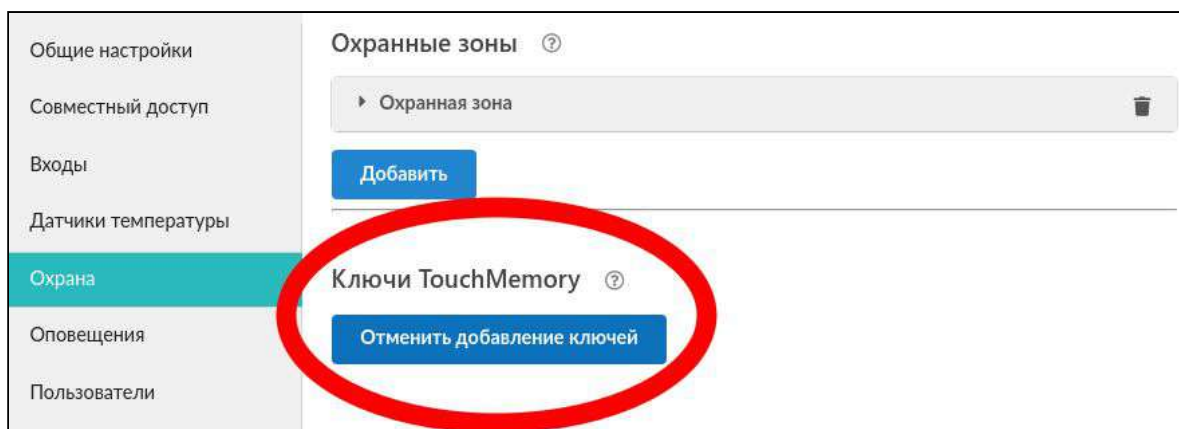 Общие настройки
Совместный доступ
Входы
Датчики температуры
Охрана
Оповещения
Пользователи
Охранные зоны ?
Охранная зона
Добавить
Ключи TouchMemory ?
Отменить добавление ключей